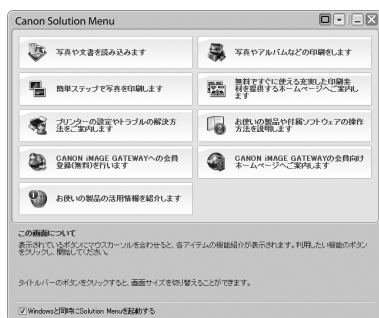 Canon Solution Menu
写真や文書を読み込みます
写真やアルバムなどの印刷をします
簡単ステップで写真を印刷します
無料ですぐに使える充実した印刷素
材を提供するホームページへご案内し
ます
プリンターの設定やトラブルの解決方
法をご案内します
お使いの製品や付属ソフトウェアの操作
方法を説明します
CANON iMAGE GATEWAYへの会員
登録(無料)を行います
CANON iMAGE GATEWAYの会員向け
ホームページへご案内します
お使いの製品の活用情報を紹介します
この画面について
表示されているボタンにマウスカーソルを合わせると、各アイテムの機能紹介が表示されます。利用したい機能のボタン
をクリックし、開始してください。
タイトルバーのボタンをクリックすると、画面サイズを切り替えることができます。
Windowsと同時にSolution Menuを起動する